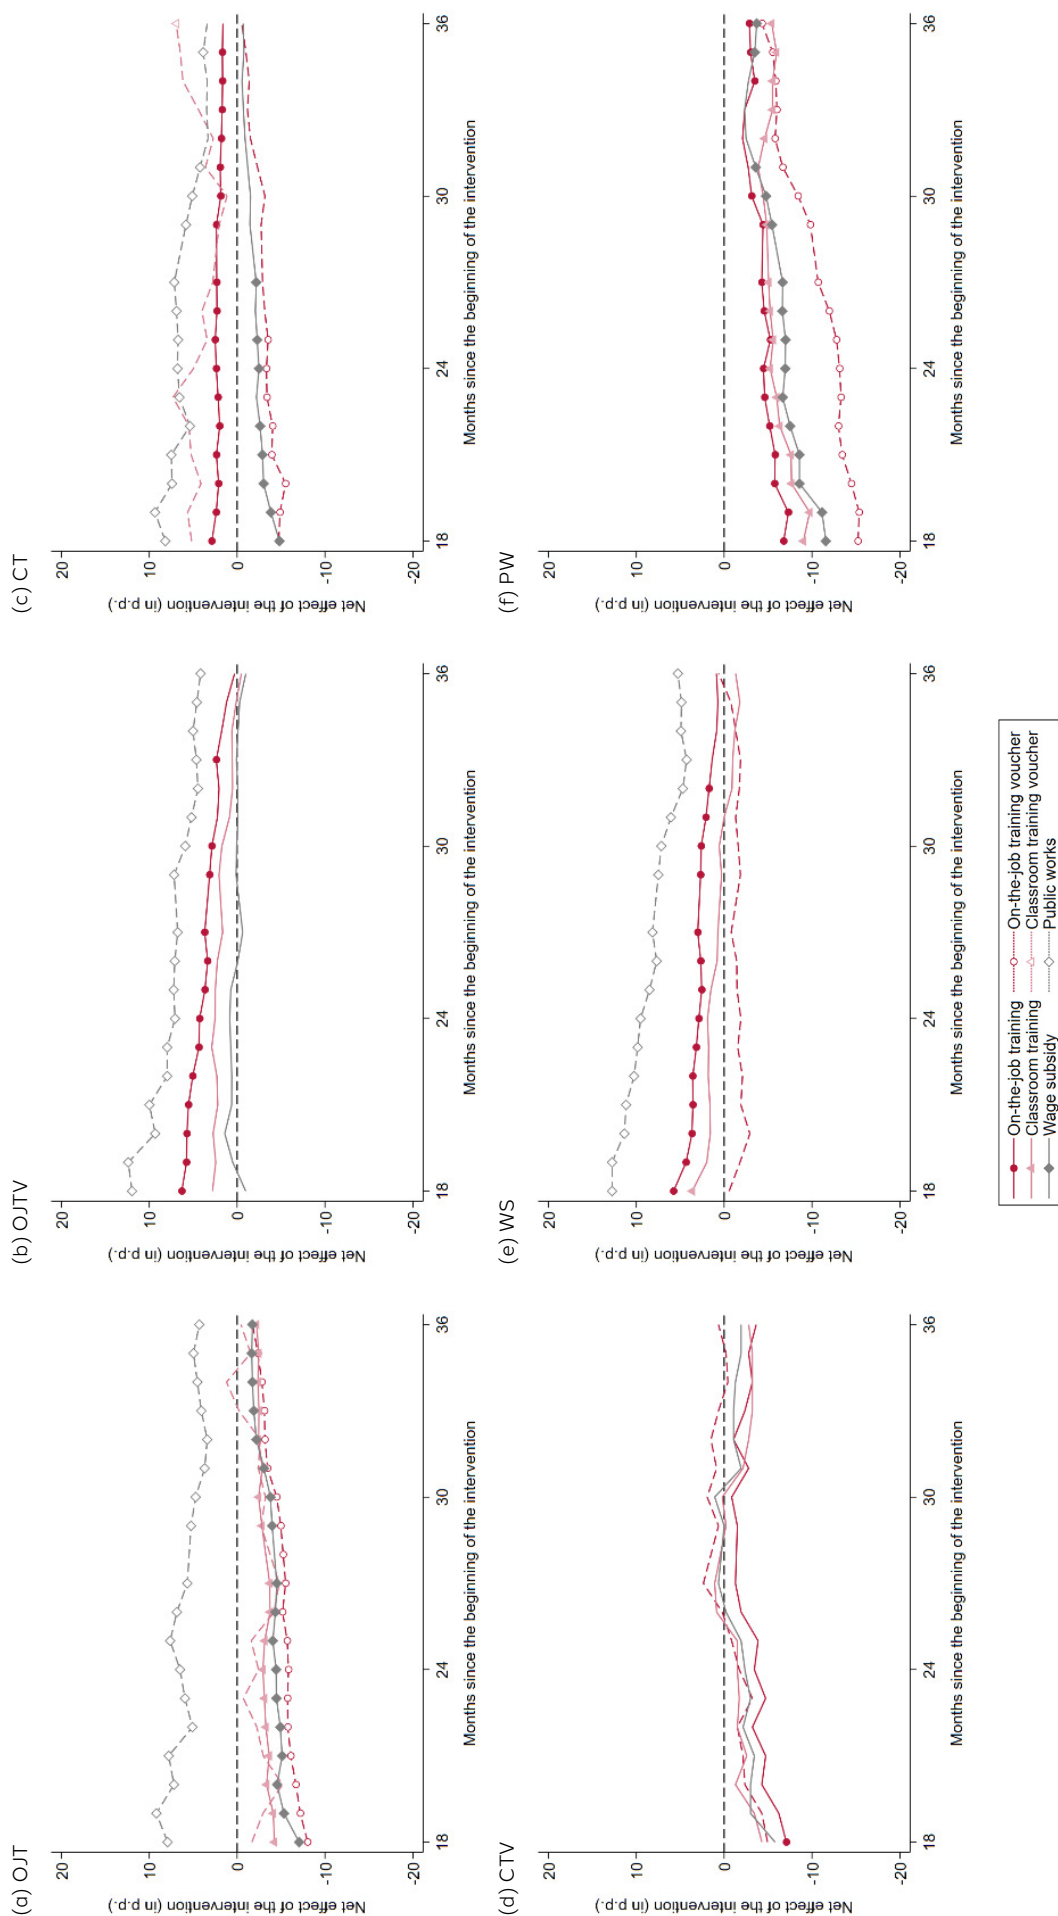 (a) OJT
Net effect of the intervention (in p.p.)
20
10
0
-10
-20
18
24
30
36
Months since the beginning of the intervention
(b) OJTV
Net effect of the intervention (in p.p.)
20
10
0
-10
-20
18
24
30
36
Months since the beginning of the intervention
(c) CT
Net effect of the intervention (in p.p.)
20
10
0
-10
-20
18
24
30
36
Months since the beginning of the intervention
(d) CTV
Net effect of the intervention (in p.p.)
20
10
0
-10
-20
18
24
30
36
Months since the beginning of the intervention
(e) WS
Net effect of the intervention (in p.p.)
20
10
0
-10
-20
18
24
30
36
Months since the beginning of the intervention
(f) PW
Net effect of the intervention (in p.p.)
20
10
0
-10
-20
18
24
30
36
Months since the beginning of the intervention
On-the-job training
On-the-job training voucher
Classroom training
Classroom training voucher
Wage subsidy
Public works